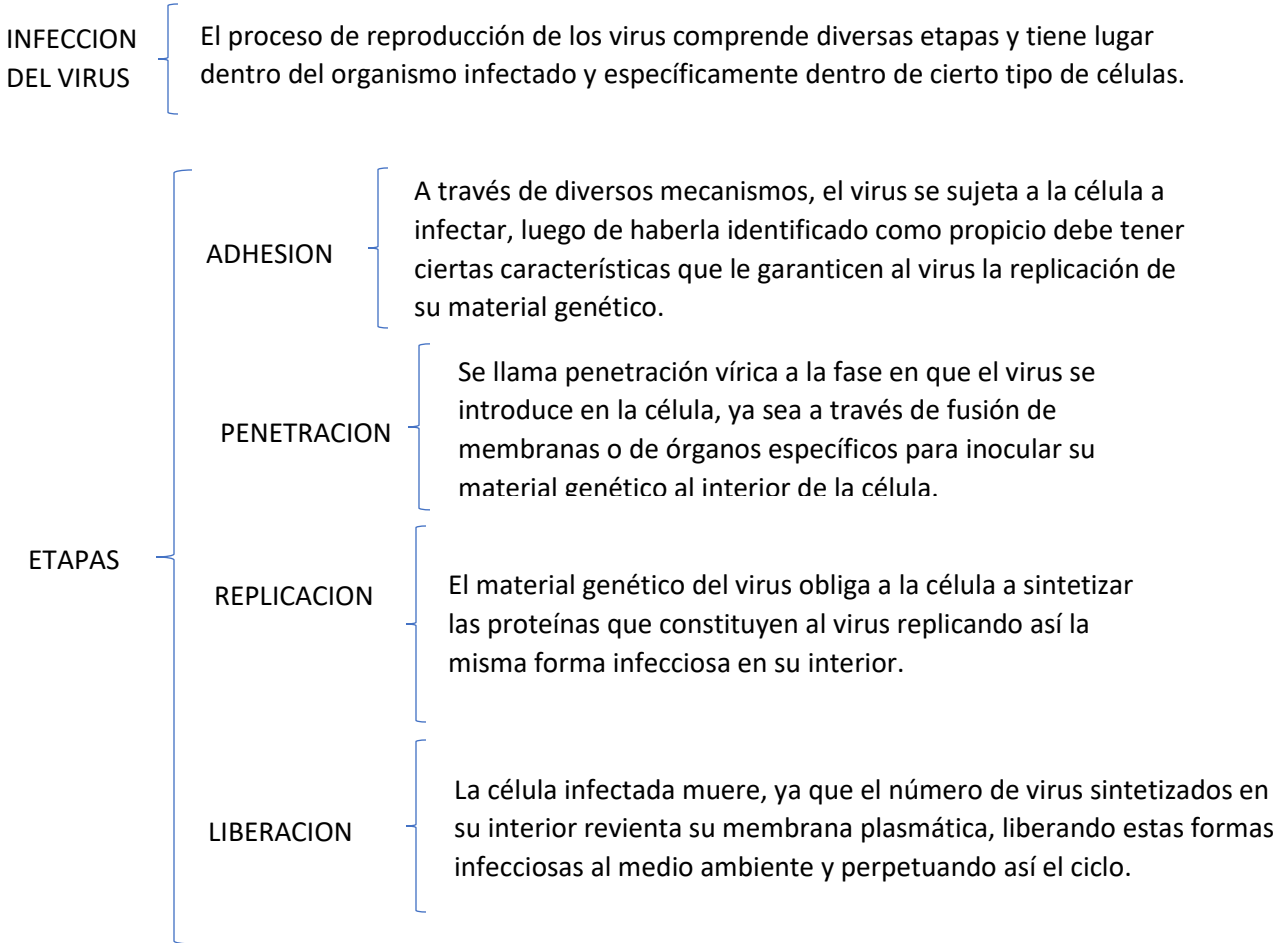 INFECCION
DEL VIRUS
El proceso de reproducción de los virus comprende diversas etapas y tiene lugar
dentro del organismo infectado y específicamente dentro de cierto tipo de células.
ETAPAS
ADHESION
A través de diversos mecanismos, el virus se sujeta a la célula a
infectar, luego de haberla identificado como propicio debe tener
ciertas características que le garanticen al virus la replicación de
su material genético.
PENETRACION
Se llama penetración vírica a la fase en que el virus se
introduce en la célula, ya sea a través de fusión de
membranas o de órganos específicos para inocular su
material genético al interior de la célula.
REPLICACION
El material genético del virus obliga a la célula a sintetizar
las proteínas que constituyen al virus replicando así la
misma forma infecciosa en su interior.
LIBERACION
La célula infectada muere, ya que el número de virus sintetizados en
su interior revienta su membrana plasmática, liberando estas formas
infecciosas al medio ambiente y perpetuando así el ciclo.